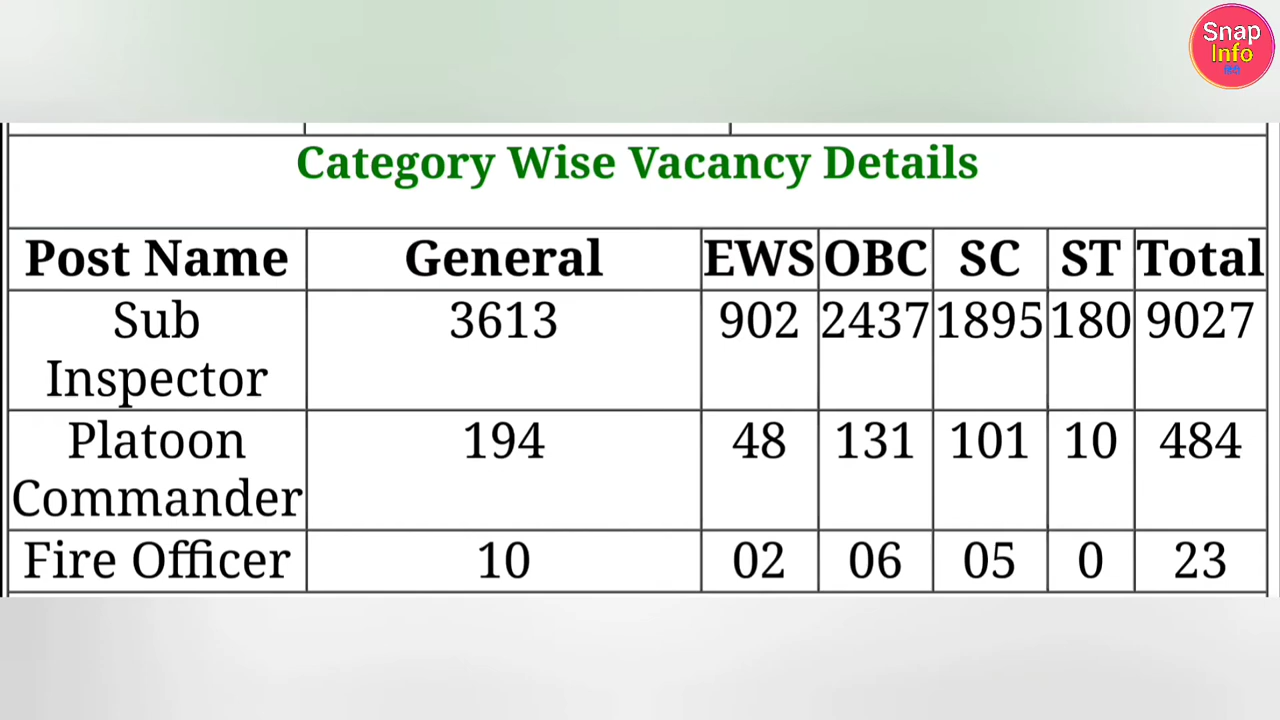 Snap
Info
हिंदी
Category Wise Vacancy Details
Post Name General EWS OBC SC ST Total
Sub Inspector 3613 902 2437 1895 180 9027
Platoon Commander 194 48 131 101 10 484
Fire Officer 10 02 06 05 0 23